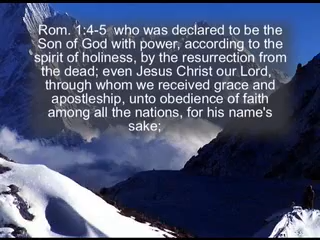 Rom. 1:4-5  who was declared to be the
Son of God with power, according to the
spirit of holiness, by the resurrection from
the dead; even Jesus Christ our Lord,
through whom we received grace and
apostleship, unto obedience of faith
among all the nations, for his name's
sake;